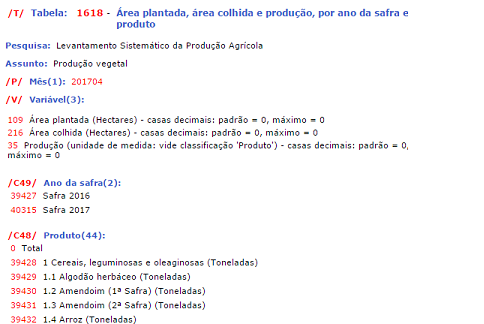 /T/ Tabela: 1618 - Área plantada, área colhida e produção, por ano da safra e
produto
Pesquisa: Levantamento Sistemático da Produção Agrícola
Assunto: Produção vegetal
/P/ Mês(1): 201704
/V/ Variável(3):
109 Área plantada (Hectares) - casas decimais: padrão = 0, máximo = 0
216 Área colhida (Hectares) - casas decimais: padrão = 0, máximo = 0
35 Produção (unidade de medida: vide classificação 'Produto') - casas decimais: padrão = 0,
máximo = 0
/C49/ Ano da safra(2):
39427 Safra 2016
40315 Safra 2017
/C48/ Produto(44):
0 Total
39428 1 Cereais, leguminosas e oleaginosas (Toneladas)
39429 1.1 Algodão herbáceo (Toneladas)
39430 1.2 Amendoim (1ª Safra) (Toneladas)
39431 1.3 Amendoim (2ª Safra) (Toneladas)
39432 1.4 Arroz (Toneladas)